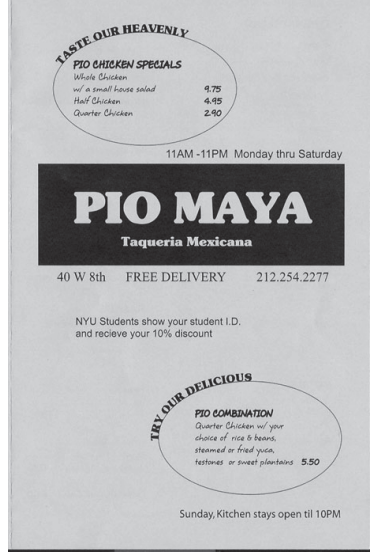 TASTE OUR HEAVENLY
PIO CHICKEN SPECIALS
Whole Chicken
w/ a small house salad 9.75
Half Chicken 4.95
Quarter Chicken 2.90
11AM -11PM Monday thru Saturday
PIO MAYA
Taqueria Mexicana
40 W 8th FREE DELIVERY 212.254.2277
NYU Students show your student I.D.
and recieve your 10% discount
TRY OUR DELICIOUS
PIO COMBINATION
Quarter Chicken w/ your
choice of rice & beans,
steamed or fried yuca,
tostones or sweet plantains 5.50
Sunday, Kitchen stays open til 10PM